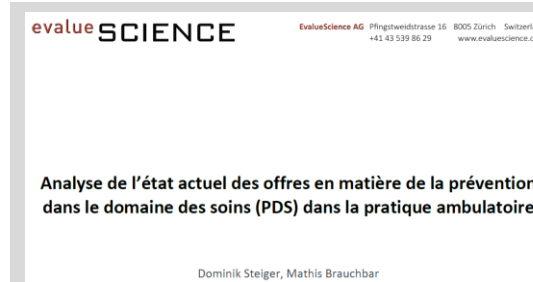 evalue SCIENCE
EvalueScience AG Pfingstweidstrasse 16 8005 Zürich
+41 43 539 86 29
Analyse de l'état actuel des offres en matière de la prévention
dans le domaine des soins (PDS) dans la pratique ambulatoire
Dominik Steiger, Mathis Brauchbar